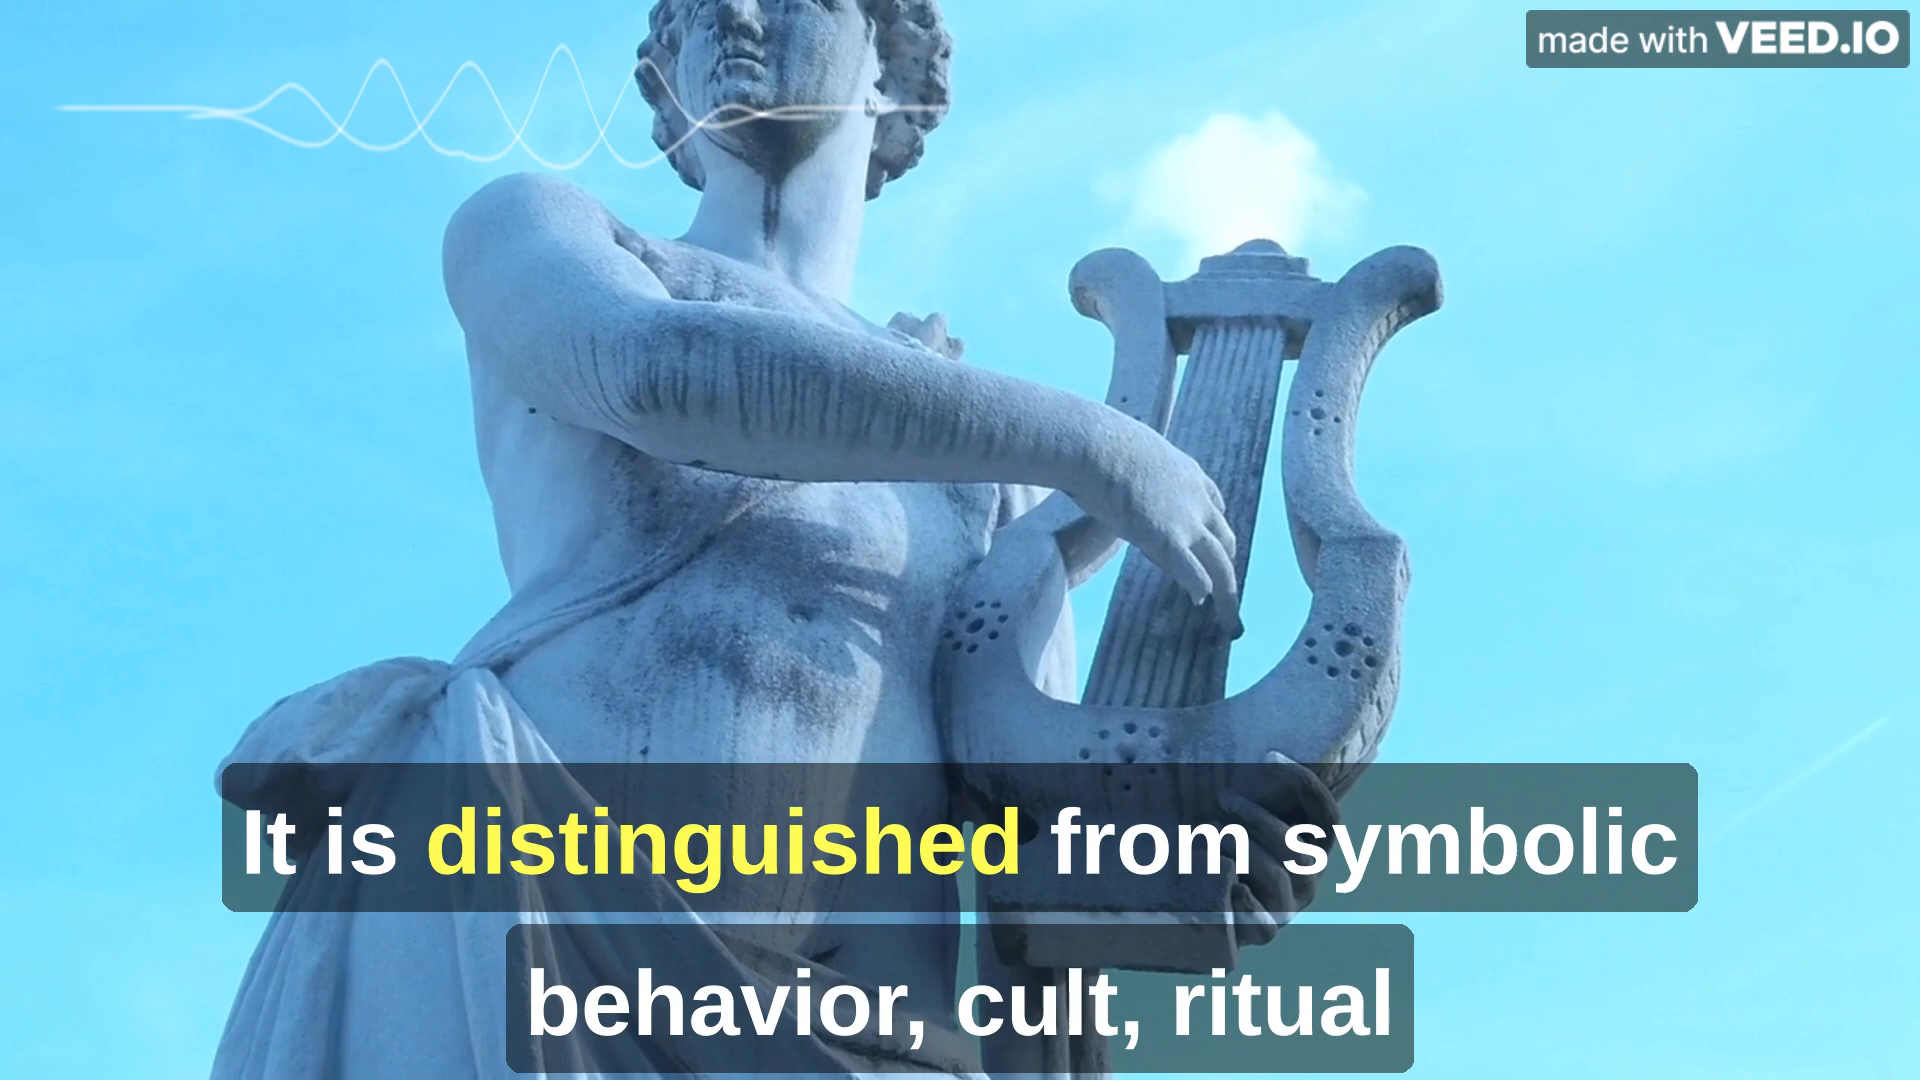 made with VEED.IO
It is distinguished from symbolic
behavior, cult, ritual